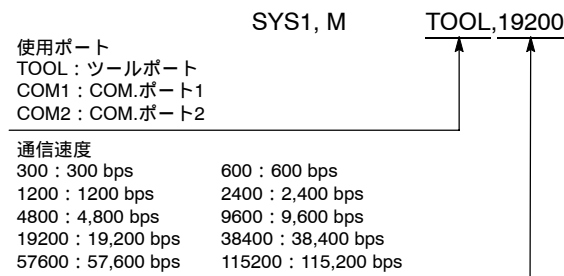 SYS1, M TOOL,19200
使用ポート
TOOL：ツールポート
COM1：COM.ポート1
COM2：COM.ポート2
通信速度
300：300 bps 600：600 bps
1200：1200 bps 2400：2,400 bps
4800：4,800 bps 9600：9,600 bps
19200：19,200 bps 38400：38,400 bps
57600：57,600 bps 115200：115,200 bps